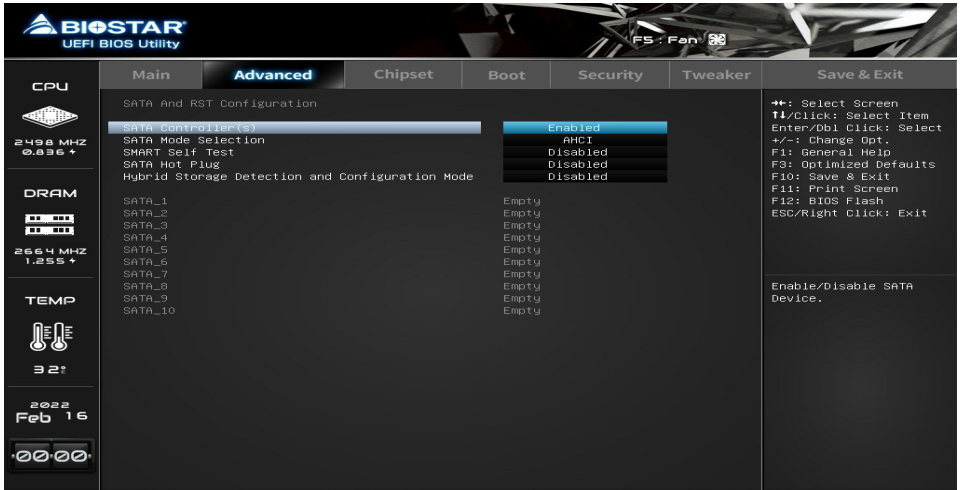 BIOSTAR®
UEFI BIOS Utility
F5 : Fan
Main Advanced Chipset Boot Security Tweaker Save & Exit
CPU
2498 MHZ
0.836 +
DRAM
2664 MHZ
1.255 +
TEMP
32°
2022
Feb 16
00:00
SATA And RST Configuration
SATA Controller(s) Enabled
SATA Mode Selection AHCI
SMART Self Test Disabled
SATA Hot Plug Disabled
Hybrid Storage Detection and Configuration Mode Disabled
SATA_1 Empty
SATA_2 Empty
SATA_3 Empty
SATA_4 Empty
SATA_5 Empty
SATA_6 Empty
SATA_7 Empty
SATA_8 Empty
SATA_9 Empty
SATA_10 Empty
→←: Select Screen
↑↓/Click: Select Item
Enter/Dbl Click: Select
+/-: Change Opt.
F1: General Help
F3: Optimized Defaults
F10: Save & Exit
F11: Print Screen
F12: BIOS Flash
ESC/Right Click: Exit
Enable/Disable SATA
Device.